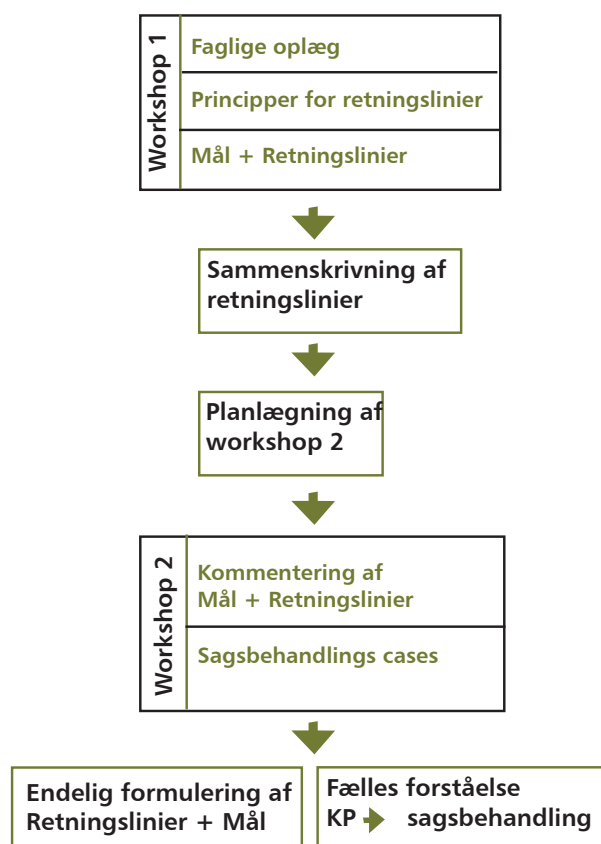 Workshop 1
Faglige oplæg
Principper for retningslinier
Mål + Retningslinier
Sammenskrivning af
retningslinier
Planlægning af
workshop 2
Workshop 2
Kommentering af
Mål + Retningslinier
Sagsbehandlings cases
Endelig formulering af
Retningslinier + Mål
Fælles forståelse
KP sagsbehandling